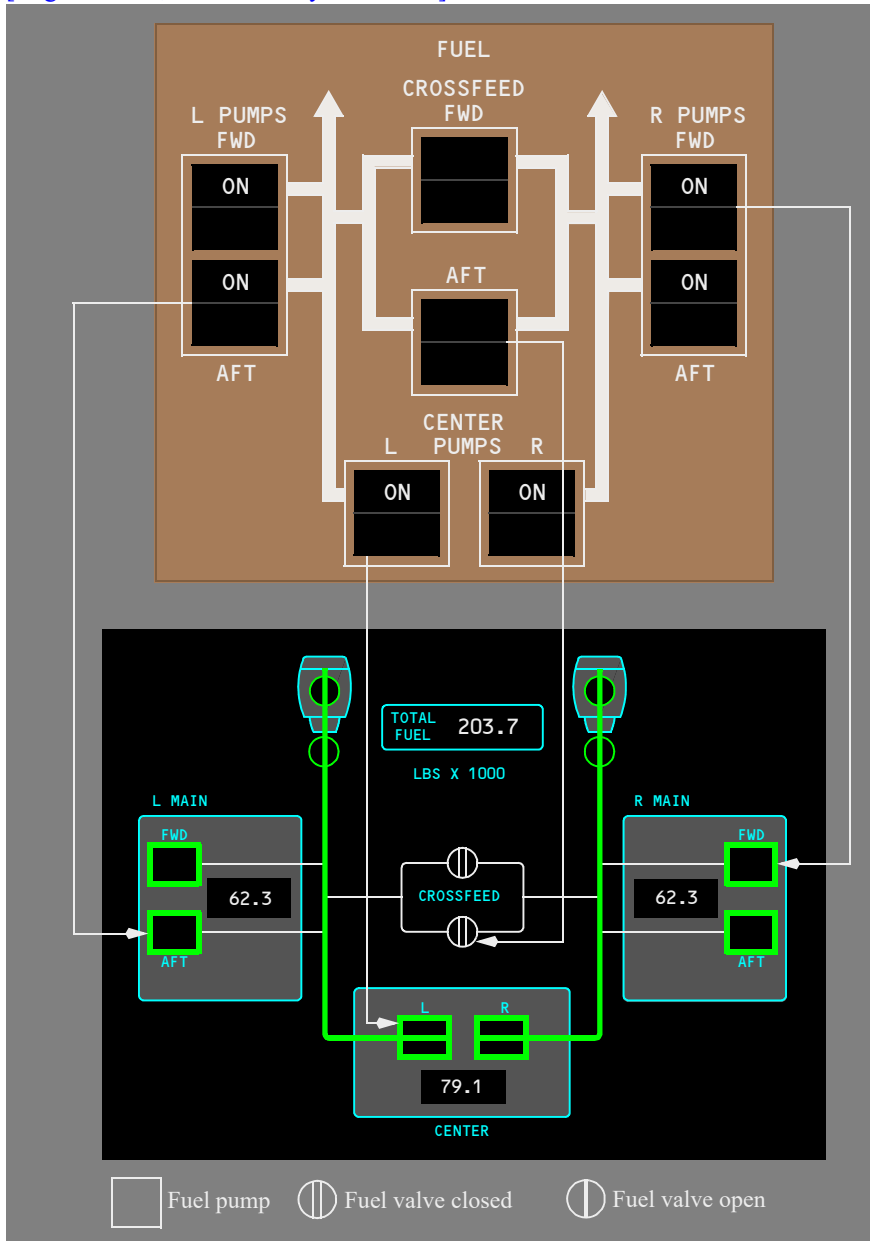 FUEL
CROSSFEED
FWD
L PUMPS
FWD
R PUMPS
FWD
ON
ON
ON
AFT
ON
AFT
AFT
CENTER
L PUMPS R
ON
ON
TOTAL
FUEL
203.7
LBS X 1000
L MAIN
R MAIN
FWD
FWD
62.3
CROSSFEED
62.3
AFT
AFT
L
R
79.1
CENTER
Fuel pump
Fuel valve closed
Fuel valve open